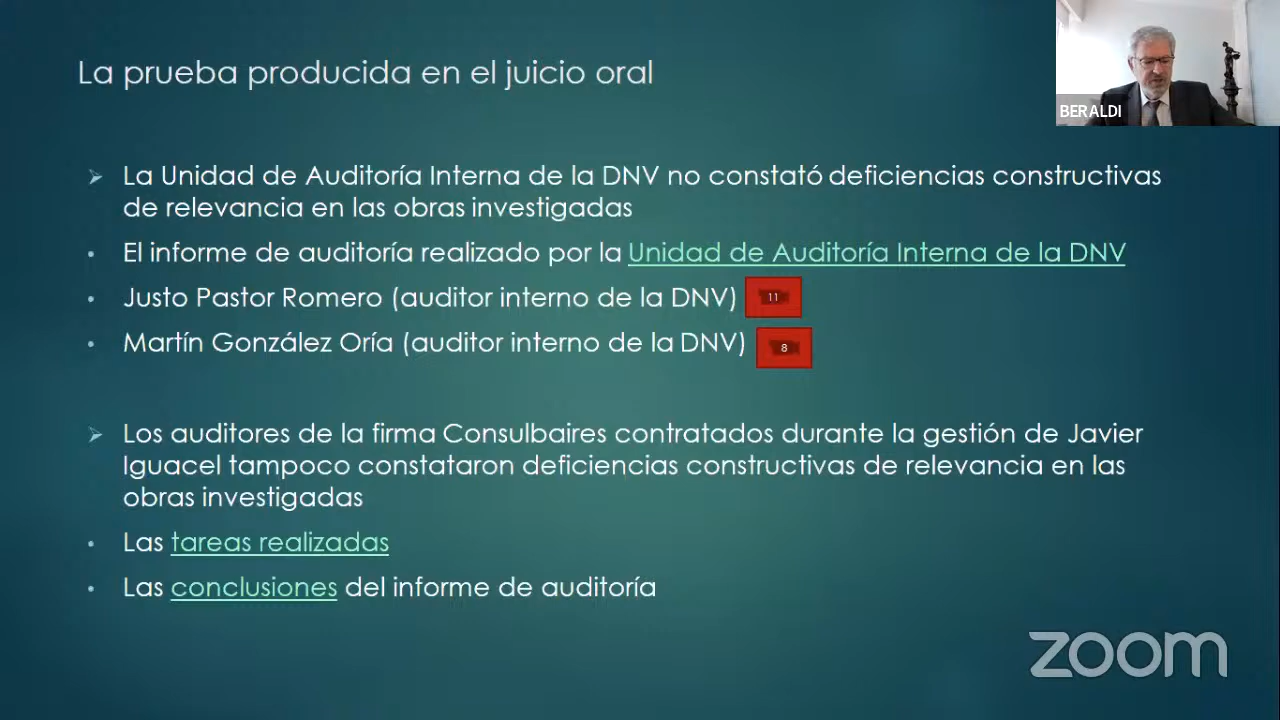 La prueba producida en el juicio oral
BERALDI
La Unidad de Auditoría Interna de la DNV no constató deficiencias constructivas
de relevancia en las obras investigadas
El informe de auditoría realizado por la Unidad de Auditoría Interna de la DNV
Justo Pastor Romero (auditor interno de la DNV) 11
Martín González Oría (auditor interno de la DNV) 8
Los auditores de la firma Consulbaires contratados durante la gestión de Javier
Iguacel tampoco constataron deficiencias constructivas de relevancia en las
obras investigadas
Las tareas realizadas
Las conclusiones del informe de auditoría
zoom